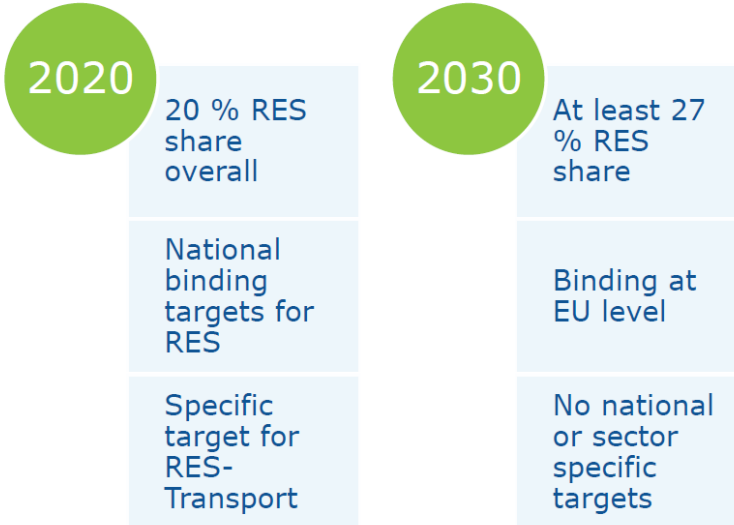 2020
20 % RES
share
overall
National
binding
targets for
RES
Specific
target for
RES-
Transport
2030
At least 27
% RES
share
Binding at
EU level
No national
or sector
specific
targets